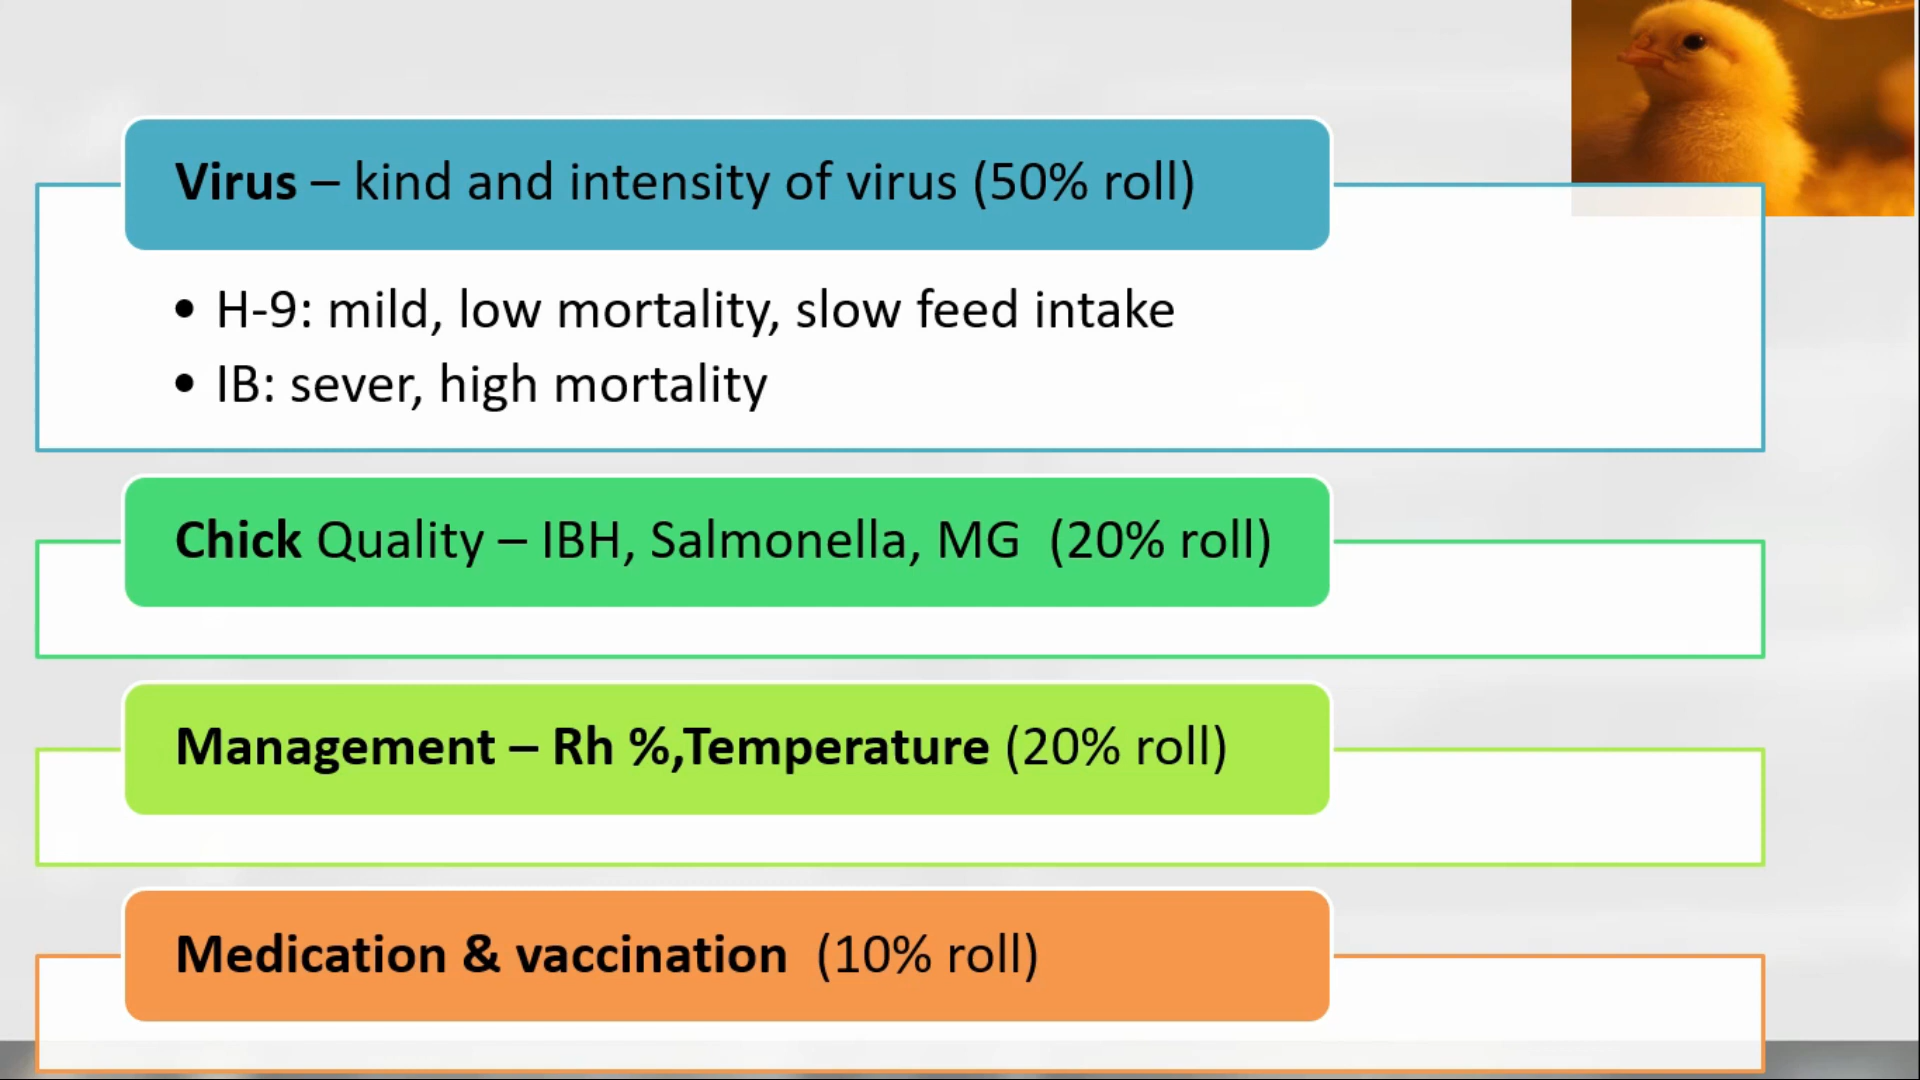 Virus – kind and intensity of virus (50% roll)
• H-9: mild, low mortality, slow feed intake
• IB: sever, high mortality
Chick Quality – IBH, Salmonella, MG (20% roll)
Management – Rh %,Temperature (20% roll)
Medication & vaccination (10% roll)